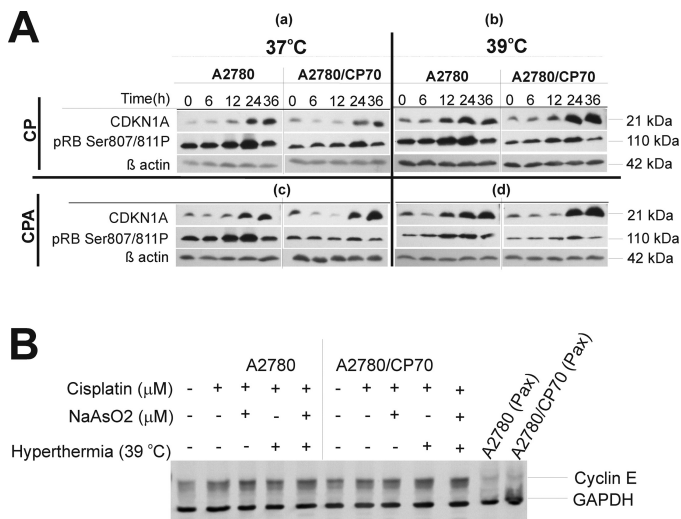 A
(a)
(b)
37°C
39°C
A2780
A2780/CP70
A2780
A2780/CP70
Time(h)
0 6 12 24 36
0 6 12 24 36
0 6 12 24 36
0 6 12 24 36
CP
CDKN1A
21 kDa
pRB Ser807/811P
110 kDa
ß actin
42 kDa
(c)
(d)
CPA
CDKN1A
21 kDa
pRB Ser807/811P
110 kDa
ß actin
42 kDa
B
A2780
A2780/CP70
A2780 (Pax)
A2780/CP70 (Pax)
Cisplatin (µM) - + + + + - + + + +
NaAsO2 (µM) + + + +
Hyperthermia (39 °C) + + + +
Cyclin E
GAPDH